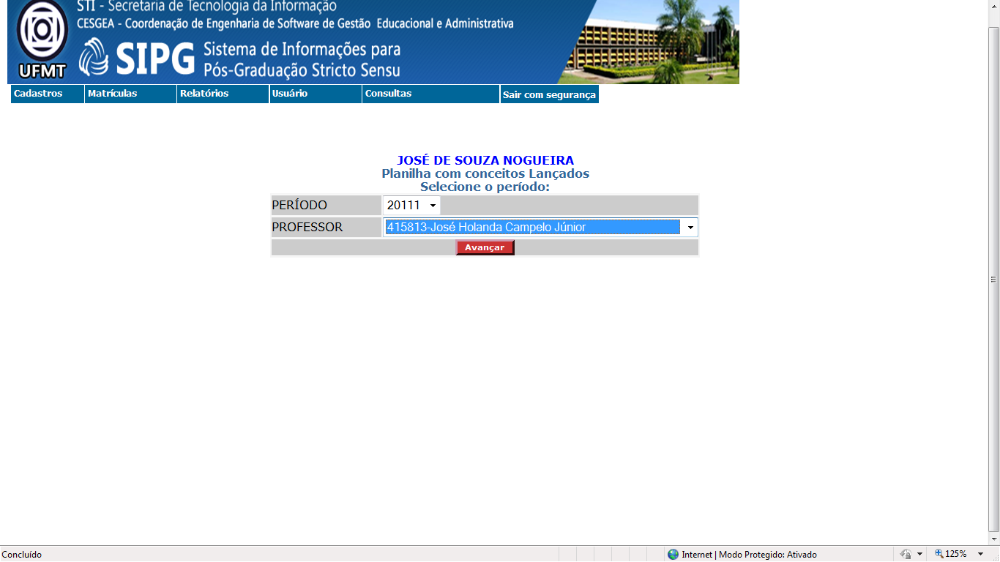 STI - Secretaria de Tecnologia da Informação
CESGEA - Coordenação de Engenharia de Software de Gestão Educacional e Administrativa
UFMT
SIPG
Sistema de Informações para
Pós-Graduação Stricto Sensu
Cadastros Matrículas Relatórios Usuário Consultas Sair com segurança
JOSÉ DE SOUZA NOGUEIRA
Planilha com conceitos Lançados
Selecione o período:
PERÍODO 20111
PROFESSOR 415813-José Holanda Campelo Júnior
Avançar
Concluído Internet | Modo Protegido: Ativado 125%